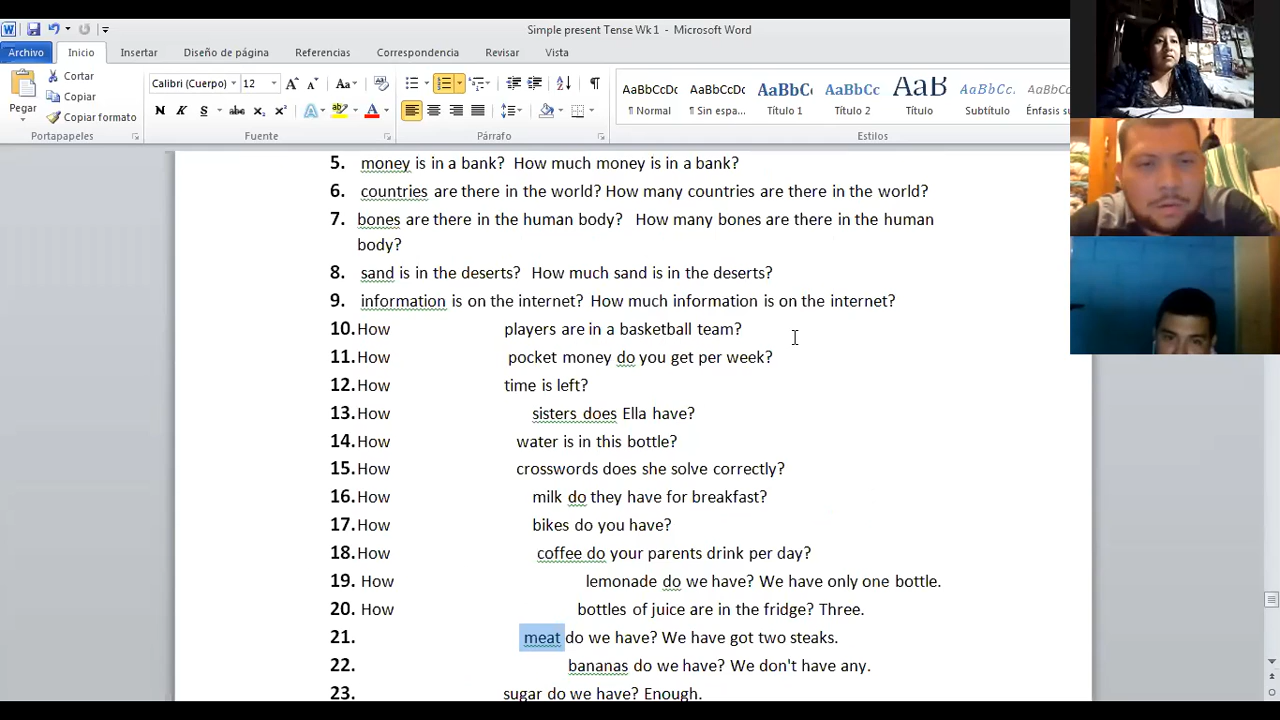 Simple present Tense Wk1 - Microsoft Word
Archivo Inicio Insertar Diseño de página Referencias Correspondencia Revisar Vista
Pegar
Cortar
Copiar
Copiar formato
Portapapeles
Calibri (Cuerpo) 12
N K S abc x₂ x²
Fuente
Párrafo
AaBbCcDc ¶ Normal
AaBbCcDc ¶ Sin espa...
AaBbC Título 1
AaBbCc Título 2
AaB Título
AaBbCc. Subtítulo
AaBbCc Énfasis sut
Estilos
5. money is in a bank? How much money is in a bank?
6. countries are there in the world? How many countries are there in the world?
7. bones are there in the human body? How many bones are there in the human
body?
8. sand is in the deserts? How much sand is in the deserts?
9. information is on the internet? How much information is on the internet?
10. How players are in a basketball team?
11. How pocket money do you get per week?
12. How time is left?
13. How sisters does Ella have?
14. How water is in this bottle?
15. How crosswords does she solve correctly?
16. How milk do they have for breakfast?
17. How bikes do you have?
18. How coffee do your parents drink per day?
19. How lemonade do we have? We have only one bottle.
20. How bottles of juice are in the fridge? Three.
21. meat do we have? We have got two steaks.
22. bananas do we have? We don't have any.
23. sugar do we have? Enough.